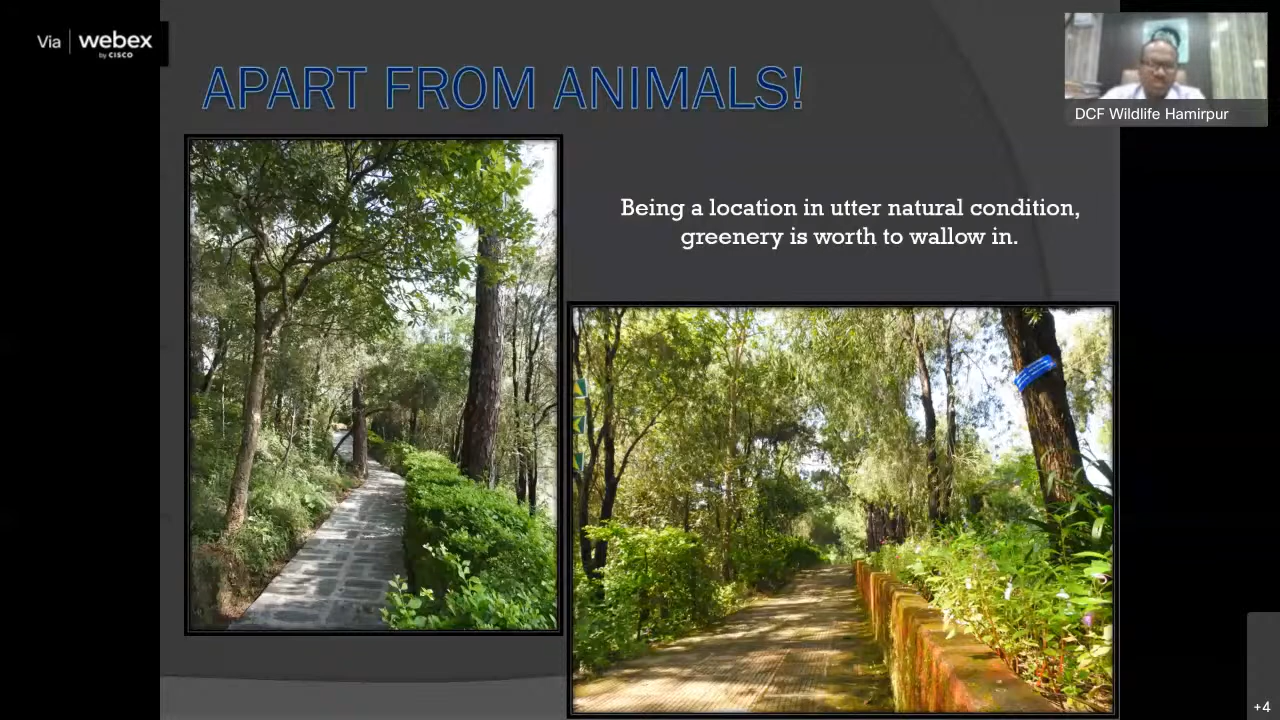 Via webex
by CISCO
APART FROM ANIMALS!
DCF Wildlife Hamirpur
Being a location in utter natural condition,
greenery is worth to wallow in.
+4